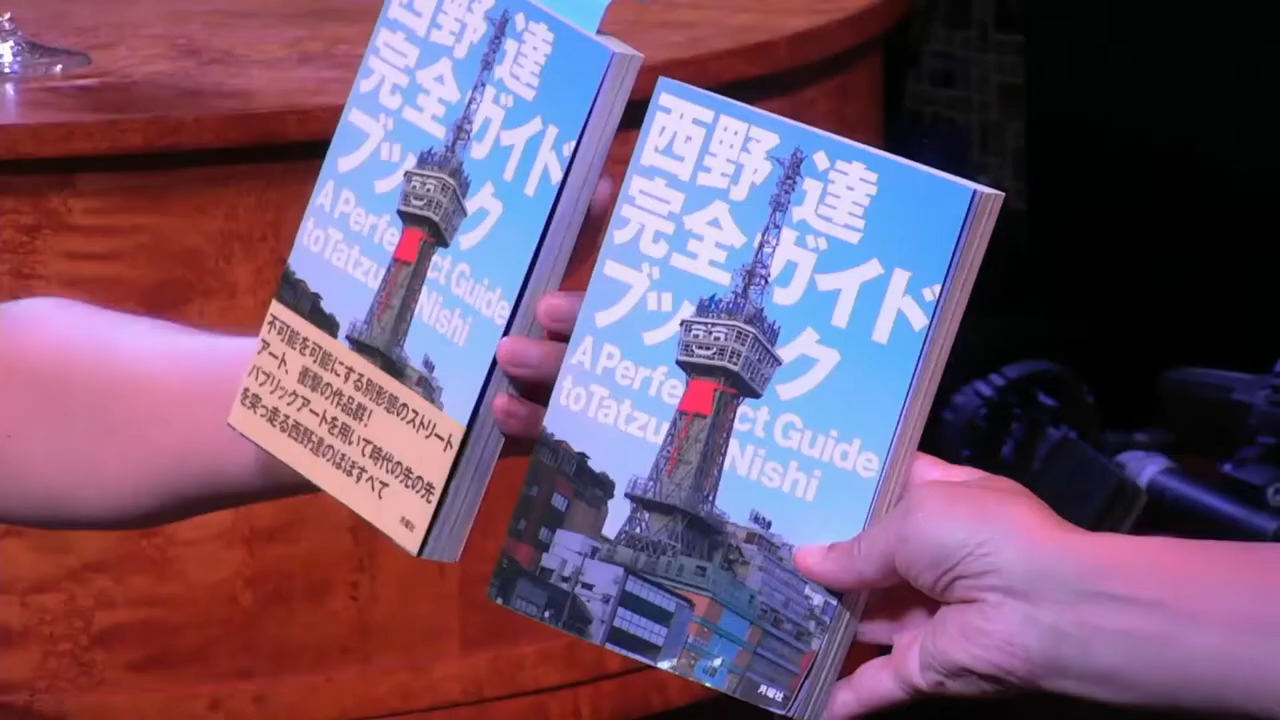 西野 達
完全ガイド
ブック
A Perfect Guide
to Tatzu Nishi
不可能を可能にする別形態のストリート
アート、衝撃の作品群！
パブリックアートを用いて時代の先の先
を突っ走る西野達のほぼすべて
月曜社
西野 達
完全ガイド
ブック
A Perfect Guide
to Tatzu Nishi
月曜社